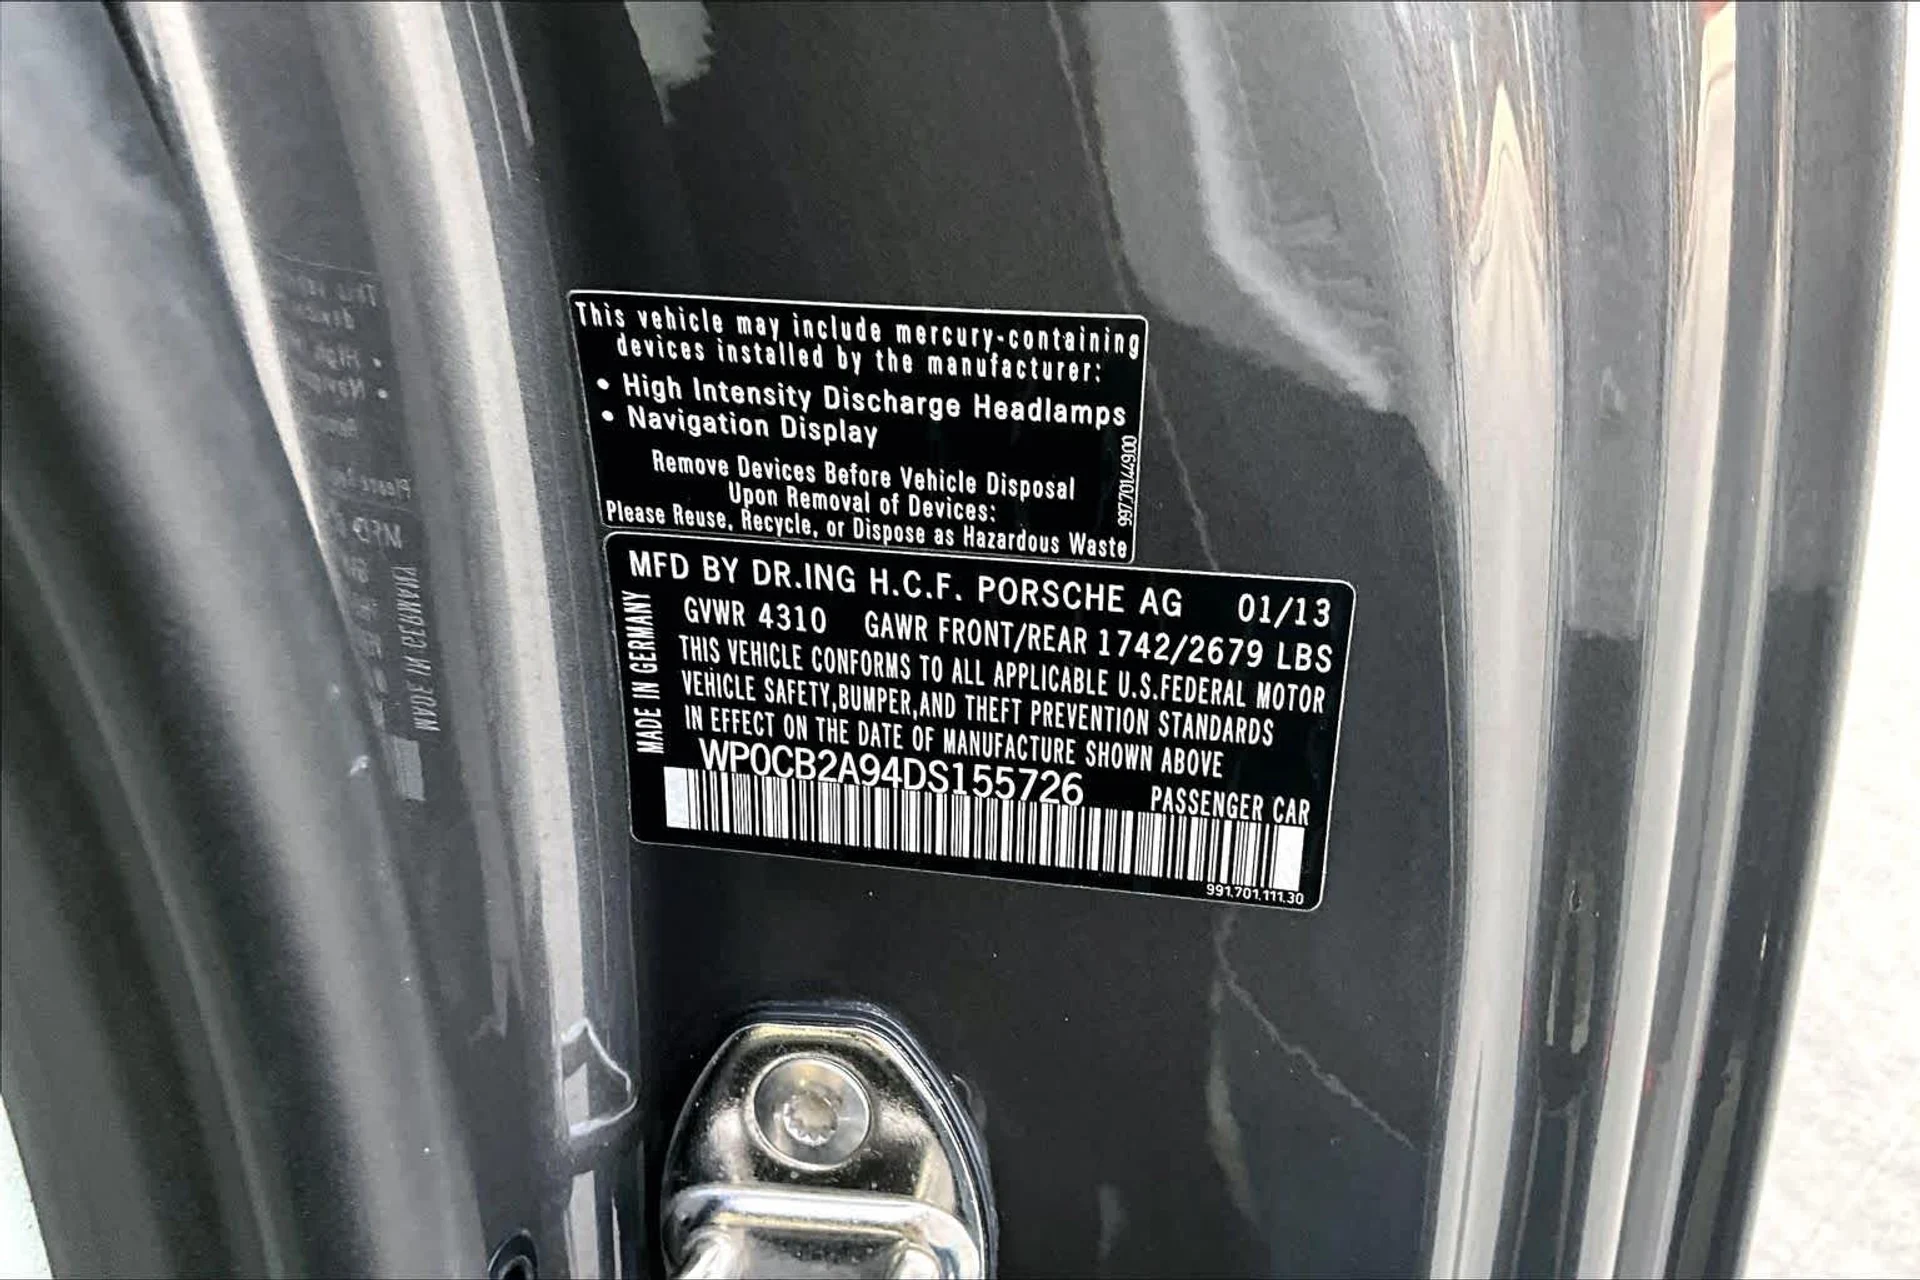 This vehicle may include mercury-containing
devices installed by the manufacturer:
• High Intensity Discharge Headlamps
• Navigation Display
Remove Devices Before Vehicle Disposal
Upon Removal of Devices:
Please Reuse, Recycle, or Dispose as Hazardous Waste
997.701.449.00
MFD BY DR.ING H.C.F. PORSCHE AG 01/13
GVWR 4310 GAWR FRONT/REAR 1742/2679 LBS
THIS VEHICLE CONFORMS TO ALL APPLICABLE U.S.FEDERAL MOTOR
VEHICLE SAFETY,BUMPER,AND THEFT PREVENTION STANDARDS
IN EFFECT ON THE DATE OF MANUFACTURE SHOWN ABOVE
MADE IN GERMANY
WP0CB2A94DS155726
PASSENGER CAR
991.701.111.30